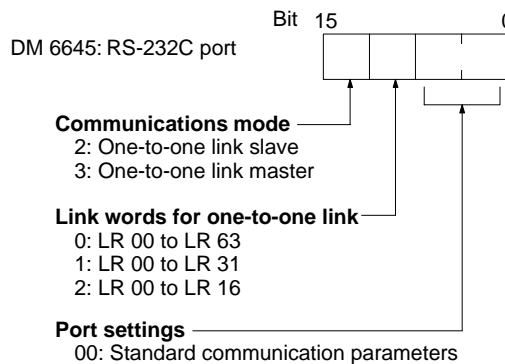 Bit 15 0
DM 6645: RS-232C port
Communications mode
2: One-to-one link slave
3: One-to-one link master
Link words for one-to-one link
0: LR 00 to LR 63
1: LR 00 to LR 31
2: LR 00 to LR 16
Port settings
00: Standard communication parameters